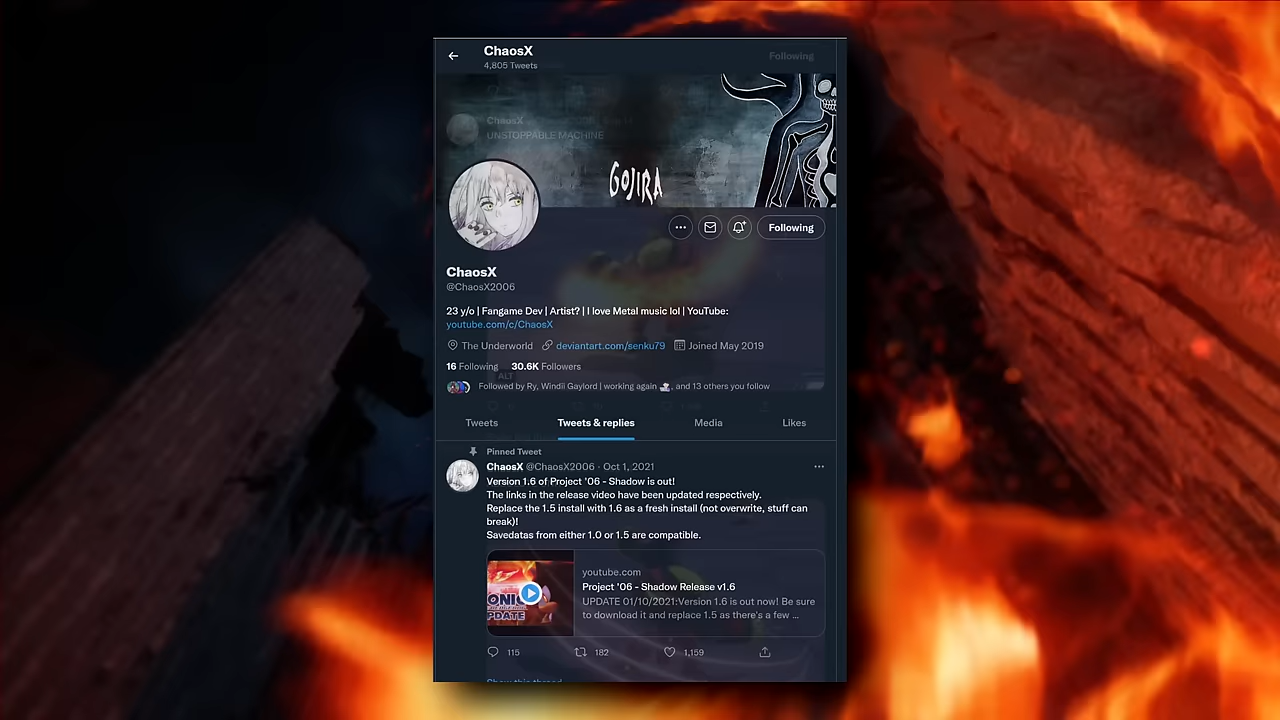 ChaosX
4,805 Tweets
Following
ChaosX
UNSTOPPABLE MACHINE
GOJIRA
Following
ChaosX
@ChaosX2006
23 y/o | Fangame Dev | Artist? | I love Metal music lol | YouTube:
youtube.com/c/ChaosX
The Underworld deviantart.com/senku79 Joined May 2019
16 Following 30.6K Followers
ALT
Followed by Ry, Windii Gaylord | working again, and 13 others you follow
Tweets Tweets & replies Media Likes
Pinned Tweet
ChaosX @ChaosX2006 · Oct 1, 2021
Version 1.6 of Project '06 - Shadow is out!
The links in the release video have been updated respectively.
Replace the 1.5 install with 1.6 as a fresh install (not overwrite, stuff can
break)!
Savedatas from either 1.0 or 1.5 are compatible.
youtube.com
Project '06 - Shadow Release v1.6
UPDATE 01/10/2021:Version 1.6 is out now! Be sure
to download it and replace 1.5 as there's a few ...
115 182 1,159
Show this thread